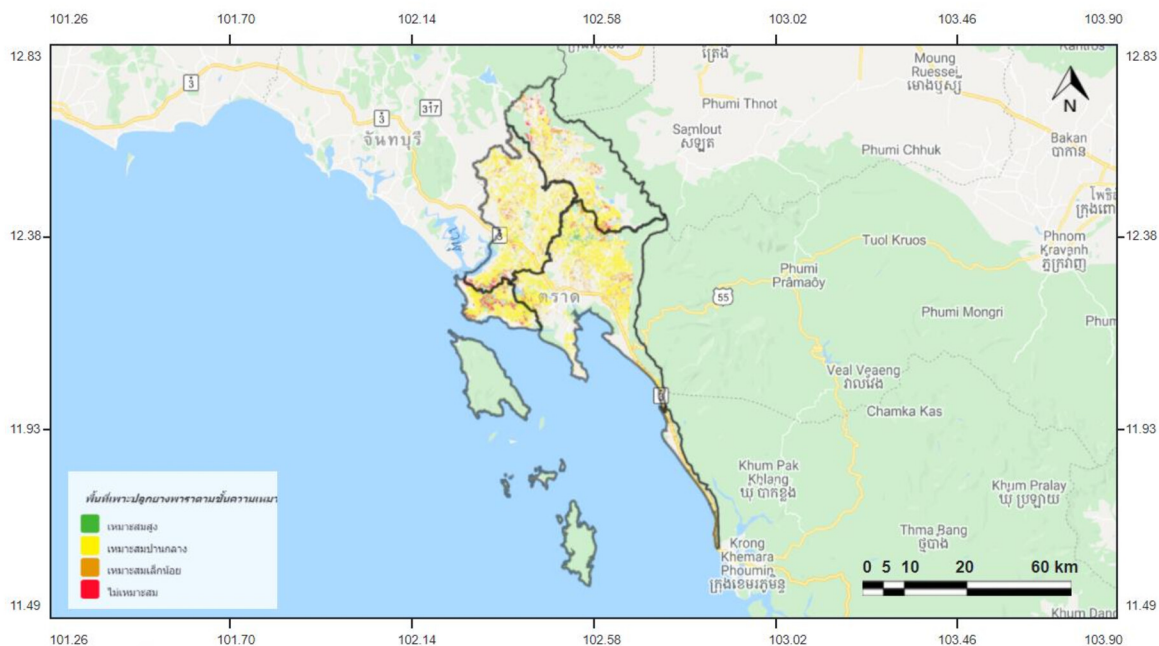 101.26 101.70 102.14 102.58 103.02 103.46 103.90
12.83 12.83
Moung
Ruessei
មោងឫស្សី
N
3
317
3
จันทบุรี
Phumi Thnot
Samlout
សំឡូត
Phumi Chhuk
Bakan
បាកាន
12.38 12.38
3
Tuol Kruos
Phnom
Kravanh
ភ្នំក្រវាញ
Phumi
Prâmaôy
ตราด
55
Phumi Mongri
Veal Veaeng
វាលវែង
Chamka Kas
11.93 11.93
Khum Pak
Khlang
ឃុំ បាក់ខ្លង
Khum Pralay
ឃុំ ប្រឡាយ
Thma Bang
ថ្មបាំង
Krong
Khemara
Phoumin
ក្រុងខេមរភូមិន្ទ
พื้นที่เพาะปลูกยางพาราตามชั้นความเหมา
เหมาะสมสูง
เหมาะสมปานกลาง
เหมาะสมเล็กน้อย
ไม่เหมาะสม
0 5 10 20 60 km
11.49 11.49
101.26 101.70 102.14 102.58 103.02 103.46 103.90